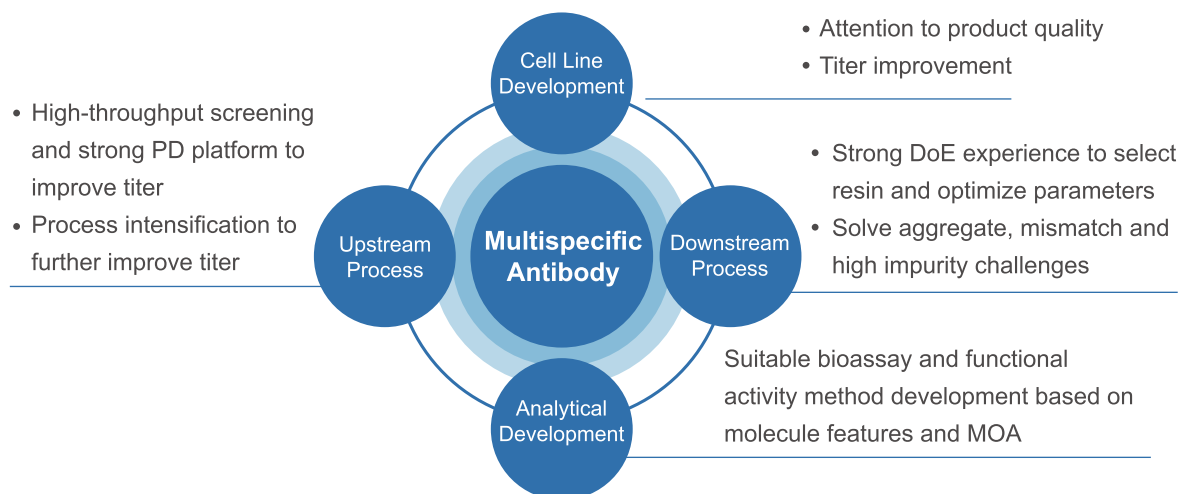 Cell Line
Development
• Attention to product quality
• Titer improvement
• High-throughput screening
and strong PD platform to
improve titer
• Process intensification to
further improve titer
Upstream
Process
Multispecific
Antibody
Downstream
Process
• Strong DoE experience to select
resin and optimize parameters
• Solve aggregate, mismatch and
high impurity challenges
Analytical
Development
Suitable bioassay and functional
activity method development based on
molecule features and MOA